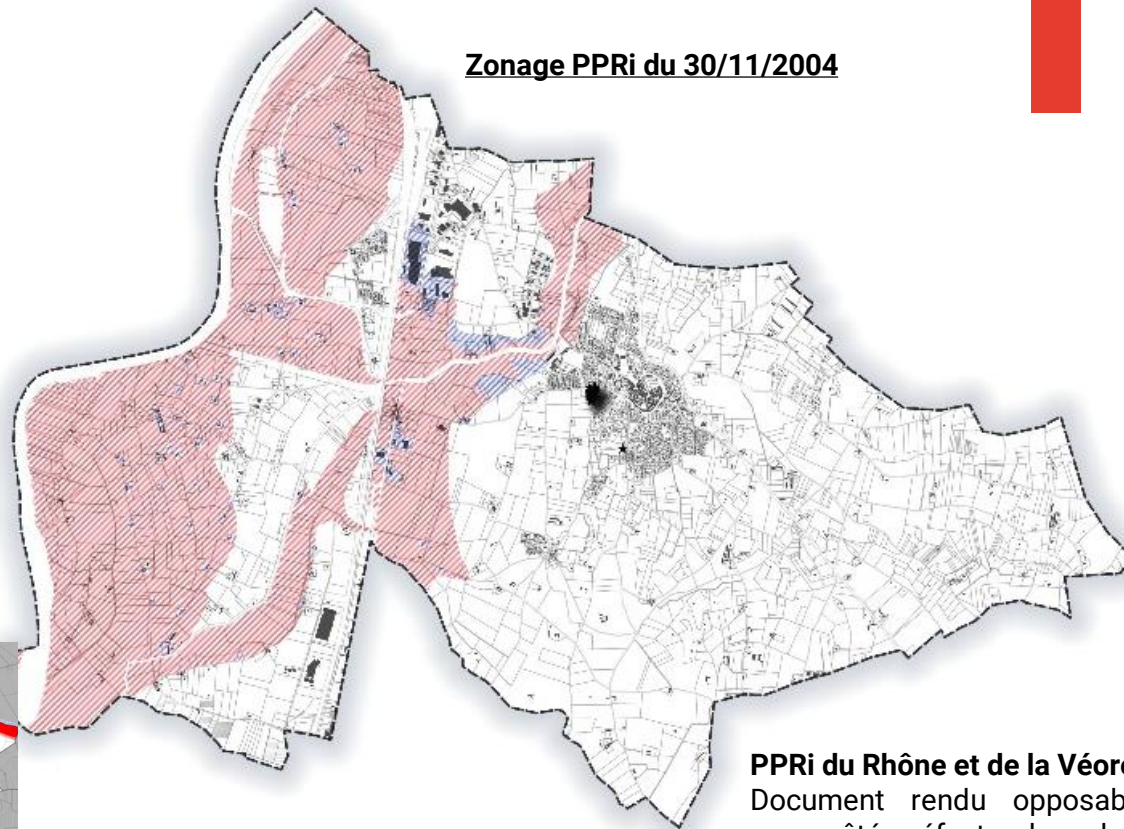 Zonage PPRi du 30/11/2004
PPRi du Rhône et de la Véore
Document rendu opposab